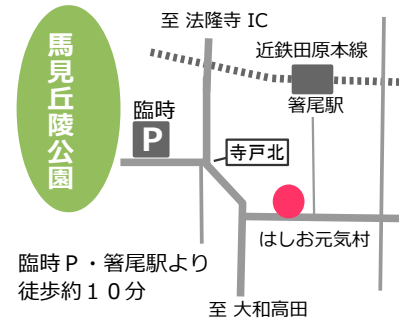 至 法隆寺 IC
近鉄田原本線
箸尾駅
馬見丘陵公園
臨時
P
寺戸北
はしお元気村
臨時Ｐ・箸尾駅より
徒歩約１０分
至 大和高田